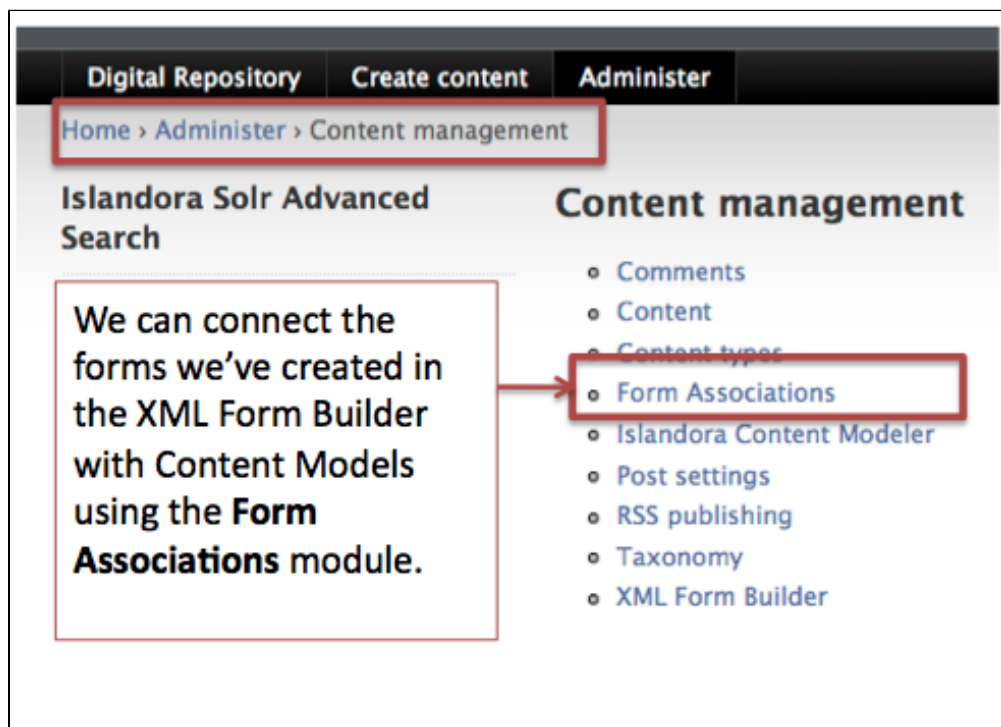 Digital Repository Create content Administer
Home › Administer › Content management
Islandora Solr Advanced
Search
We can connect the
forms we've created in
the XML Form Builder
with Content Models
using the Form
Associations module.
Content management
Comments
Content
Content types
Form Associations
Islandora Content Modeler
Post settings
RSS publishing
Taxonomy
XML Form Builder